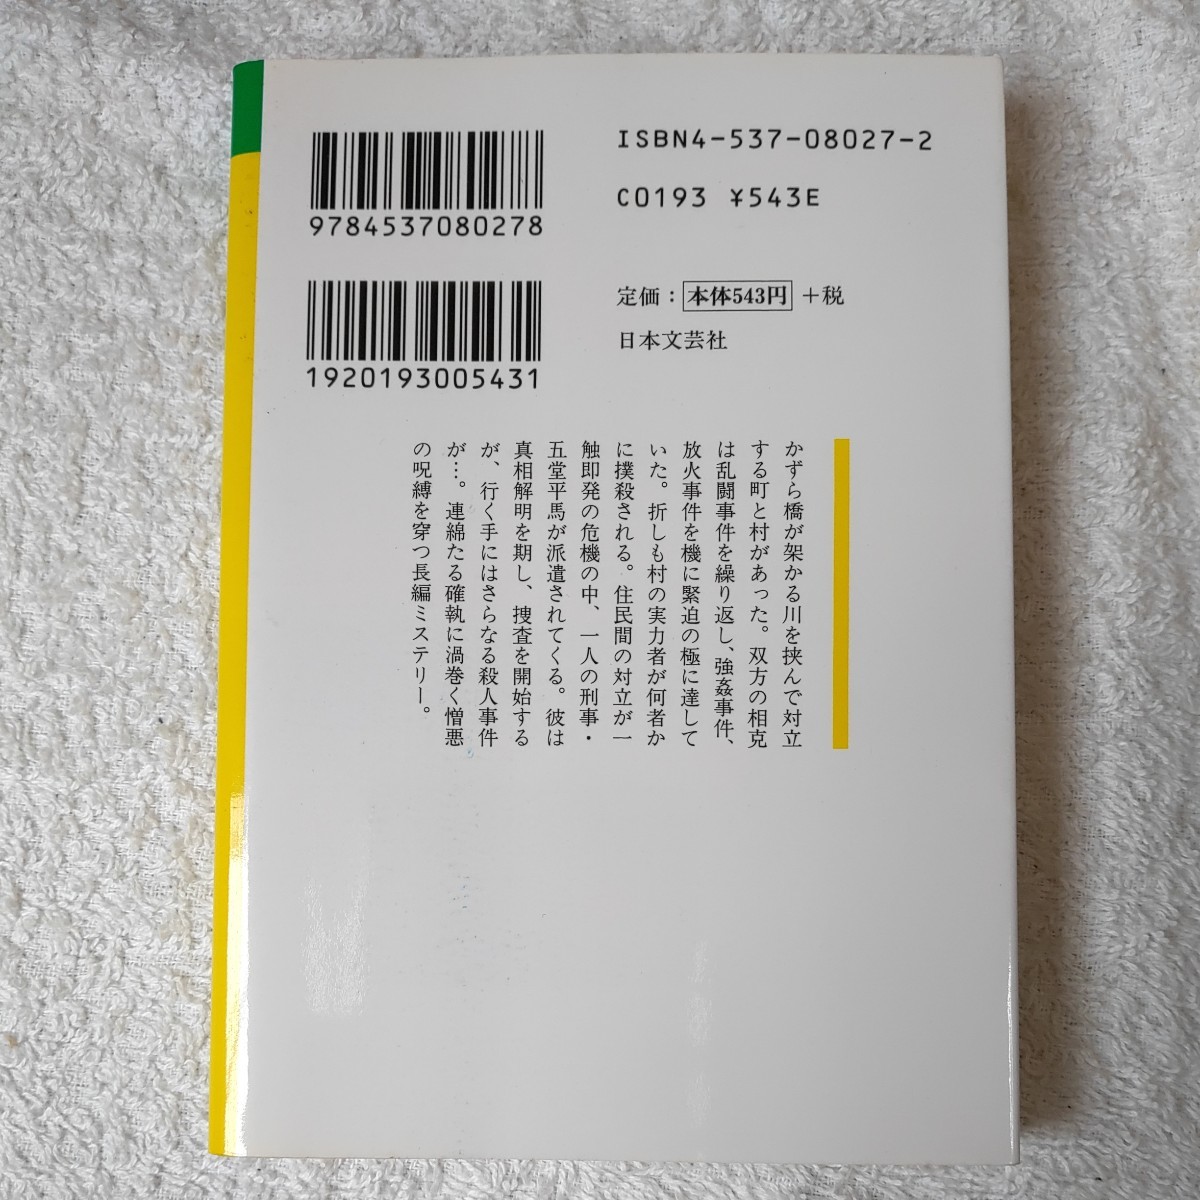 9784537080278
ISBN4-537-08027-2
C0193 ¥543E
1920193005431
定価：本体543円＋税
日本文芸社
かずら橋が架かる川を挟んで対立
する町と村があった。双方の相克
は乱闘事件を繰り返し、強姦事件、
放火事件を機に緊迫の極に達して
いた。折しも村の実力者が何者か
に撲殺される。住民間の対立が一
触即発の危機の中、一人の刑事・
五堂平馬が派遣されてくる。彼は
真相解明を期し、捜査を開始する
が、行く手にはさらなる殺人事件
が…。連綿たる確執に渦巻く憎悪
の呪縛を穿つ長編ミステリー。